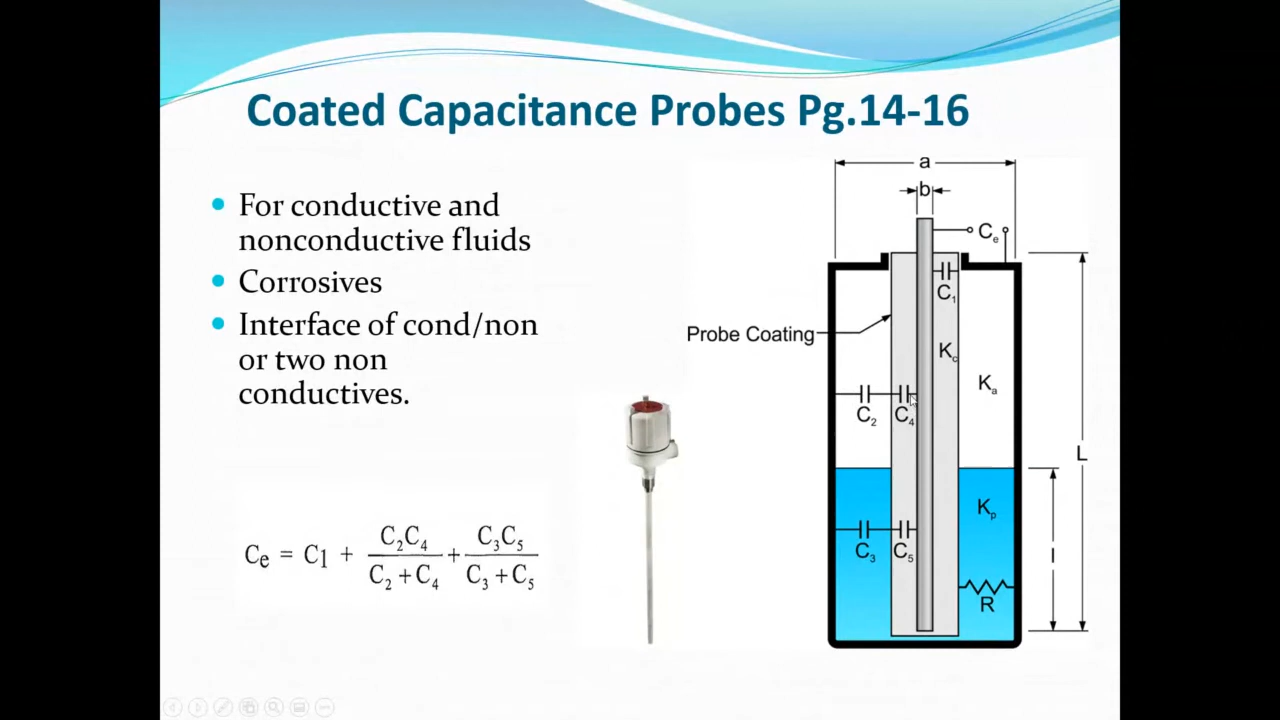 Coated Capacitance Probes Pg.14-16
For conductive and
nonconductive fluids
Corrosives
Interface of cond/non
or two non
conductives.
Ce = C1 + C2C4 / C2 + C4 + C3C5 / C3 + C5
a
b
Ce
C1
Probe Coating
Kc
Ka
C2
C4
L
Kp
C3
C5
l
R